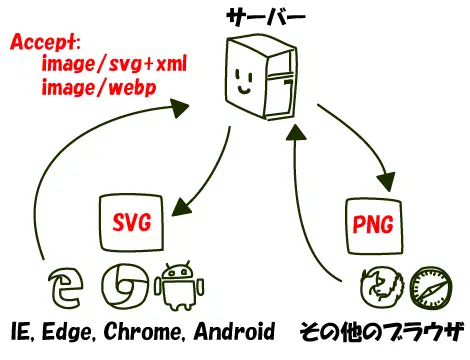 サーバー
Accept:
image/svg+xml
image/webp
SVG
PNG
IE, Edge, Chrome, Android
その他のブラウザ